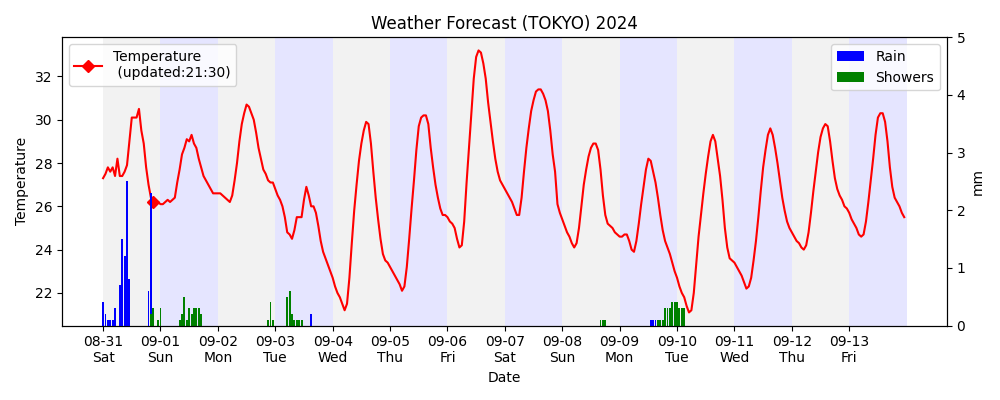 Weather Forecast (TOKYO) 2024
Temperature
(updated:21:30)
Rain
Showers
Temperature
32
30
28
26
24
22
5
4
3
2
1
0
mm
08-31 09-01 09-02 09-03 09-04 09-05 09-06 09-07 09-08 09-09 09-10 09-11 09-12 09-13
Sat Sun Mon Tue Wed Thu Fri Sat Sun Mon Tue Wed Thu Fri
Date